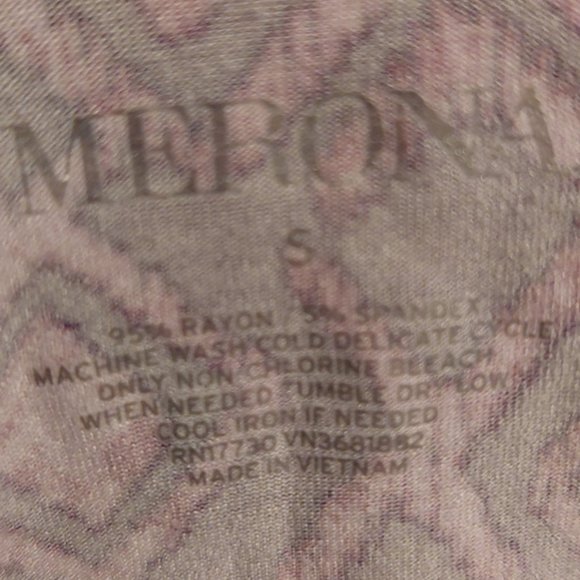 MERONA
S
95% RAYON 5% SPANDEX
MACHINE WASH COLD DELICATE CYCLE
ONLY NON CHLORINE BLEACH
WHEN NEEDED TUMBLE DRY LOW
COOL IRON IF NEEDED
RN17730 VN3681882
MADE IN VIETNAM